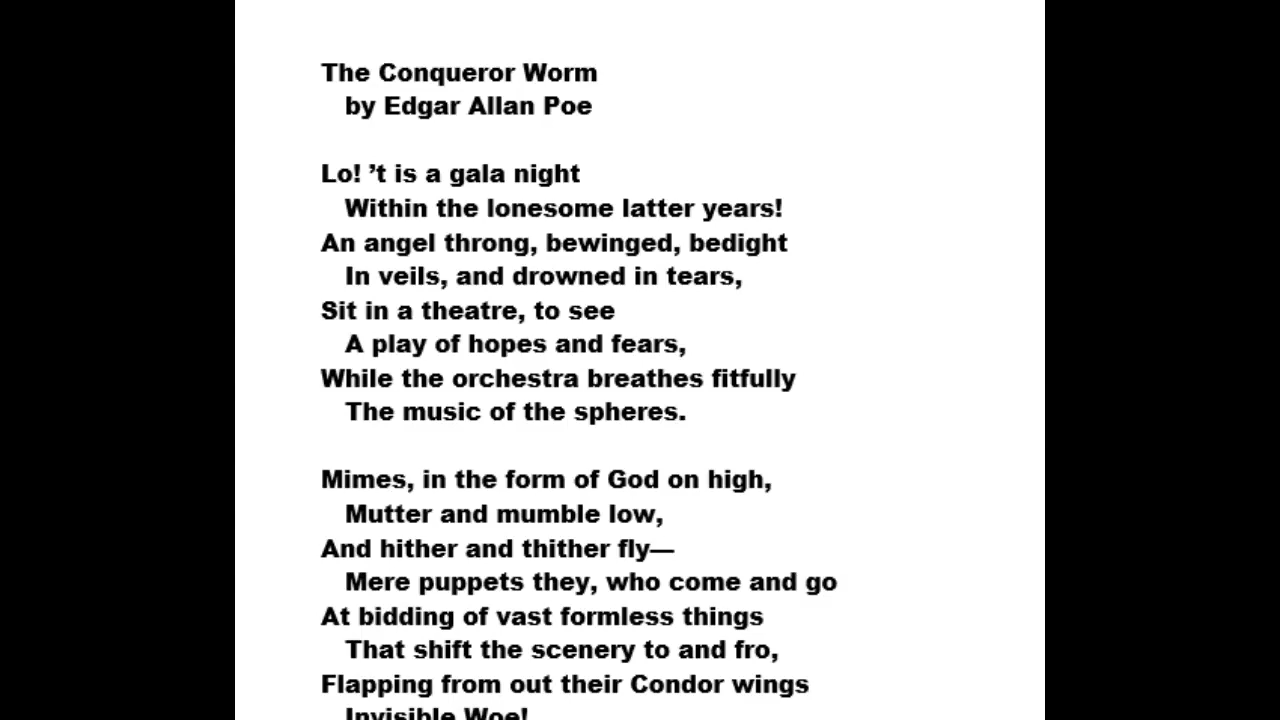 The Conqueror Worm
by Edgar Allan Poe
Lo! ’t is a gala night
Within the lonesome latter years!
An angel throng, bewinged, bedight
In veils, and drowned in tears,
Sit in a theatre, to see
A play of hopes and fears,
While the orchestra breathes fitfully
The music of the spheres.
Mimes, in the form of God on high,
Mutter and mumble low,
And hither and thither fly—
Mere puppets they, who come and go
At bidding of vast formless things
That shift the scenery to and fro,
Flapping from out their Condor wings
Invisible Woe!